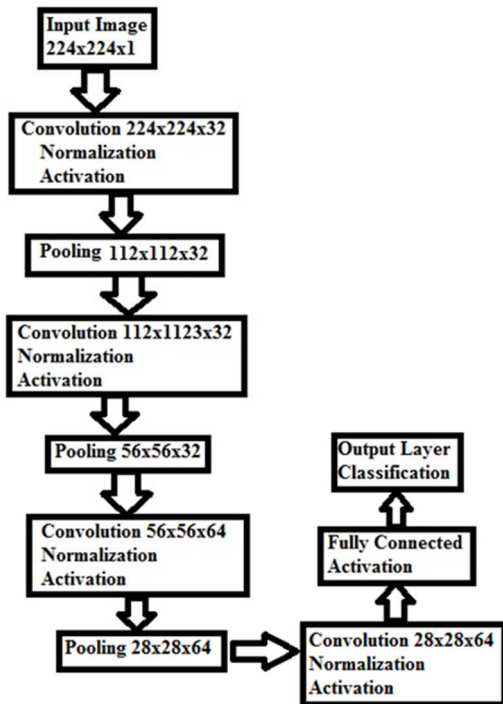 Input Image
224x224x1
Convolution 224x224x32
Normalization
Activation
Pooling 112x112x32
Convolution 112x1123x32
Normalization
Activation
Pooling 56x56x32
Convolution 56x56x64
Normalization
Activation
Pooling 28x28x64
Convolution 28x28x64
Normalization
Activation
Fully Connected
Activation
Output Layer
Classification